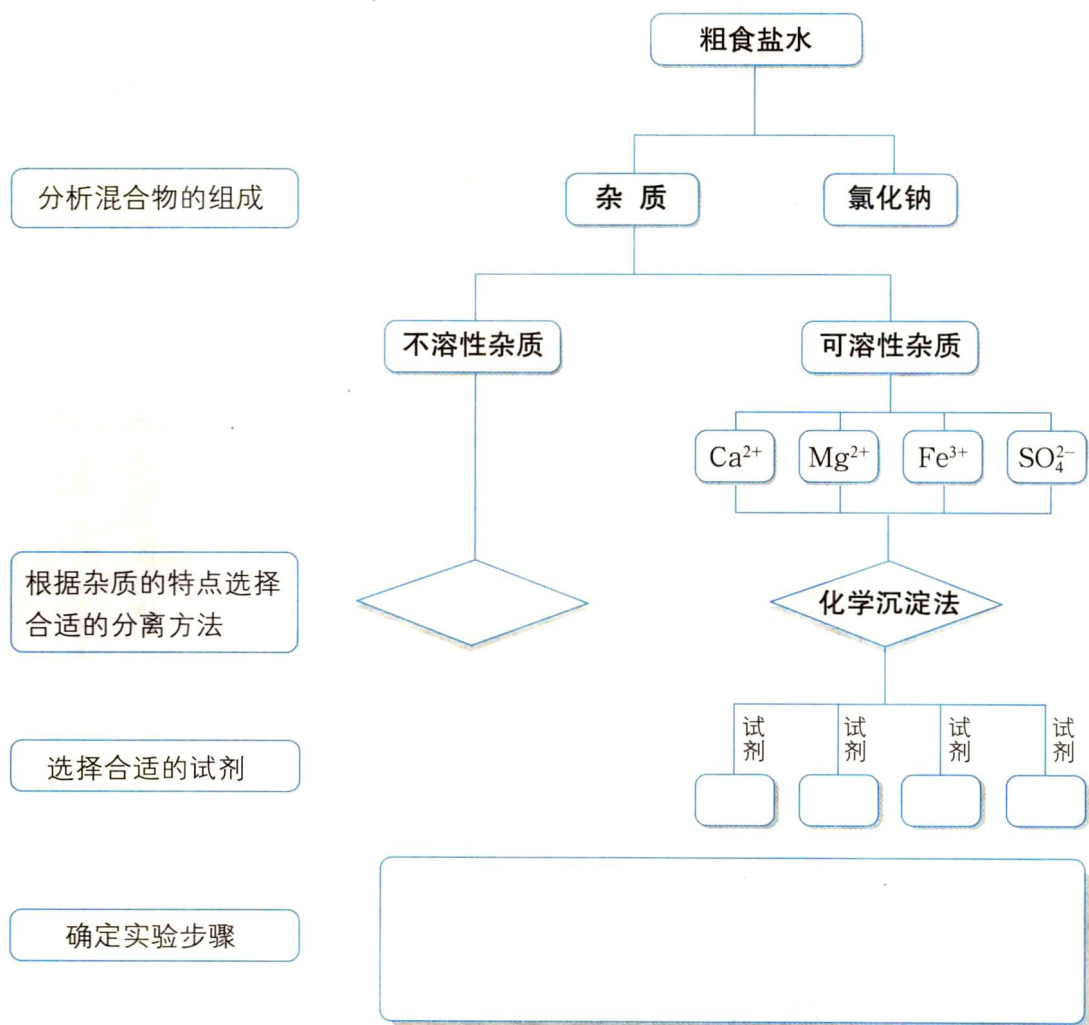 粗食盐水
分析混合物的组成
杂 质
氯化钠
不溶性杂质
可溶性杂质
Ca²⁺
Mg²⁺
Fe³⁺
SO₄²⁻
根据杂质的特点选择
合适的分离方法
化学沉淀法
试剂
试剂
试剂
试剂
选择合适的试剂
确定实验步骤